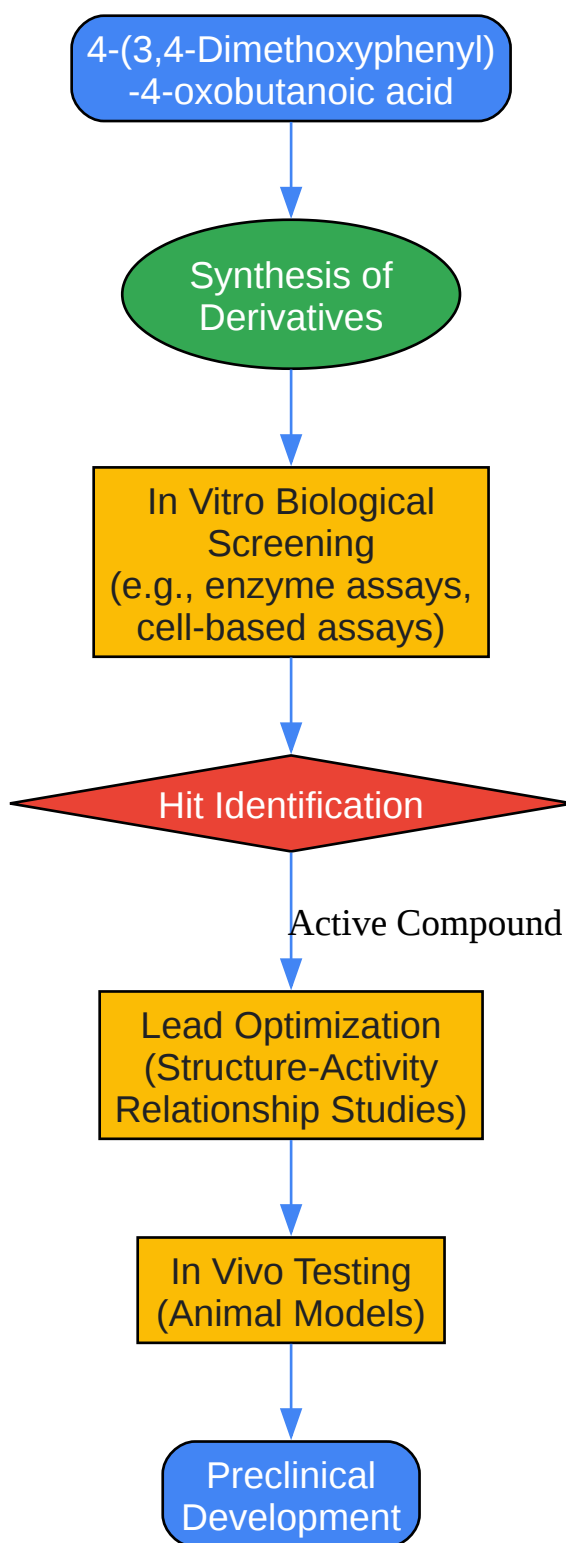 4-(3,4-Dimethoxyphenyl)
-4-oxobutanoic acid
Synthesis of
Derivatives
In Vitro Biological
Screening
(e.g., enzyme assays,
cell-based assays)
Hit Identification
Active Compound
Lead Optimization
(Structure-Activity
Relationship Studies)
In Vivo Testing
(Animal Models)
Preclinical
Development